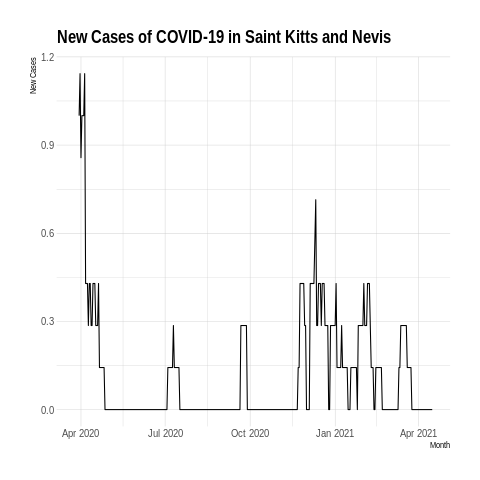 New Cases of COVID-19 in Saint Kitts and Nevis
New Cases
1.2
0.9
0.6
0.3
0.0
Apr 2020
Jul 2020
Oct 2020
Jan 2021
Apr 2021
Month